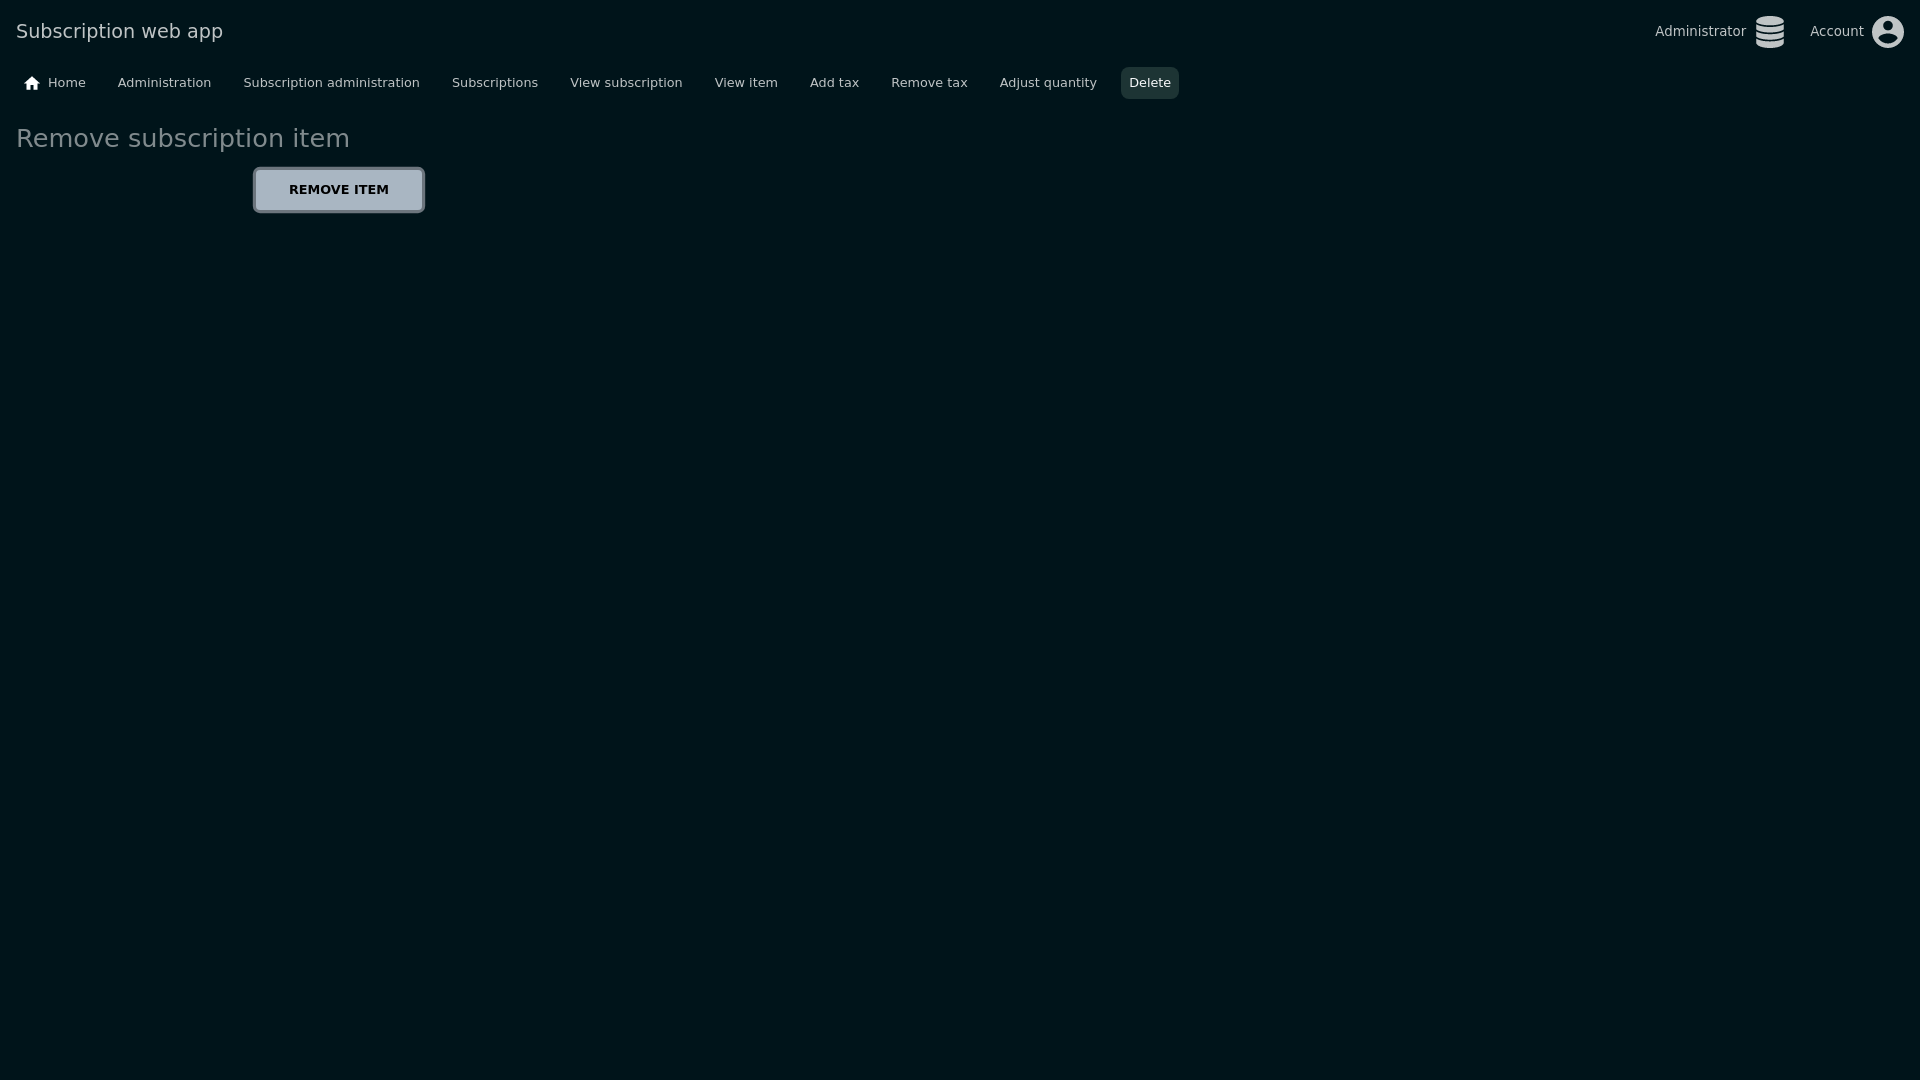 Subscription web app
Administrator
Account
Home
Administration
Subscription administration
Subscriptions
View subscription
View item
Add tax
Remove tax
Adjust quantity
Delete
Remove subscription item
REMOVE ITEM